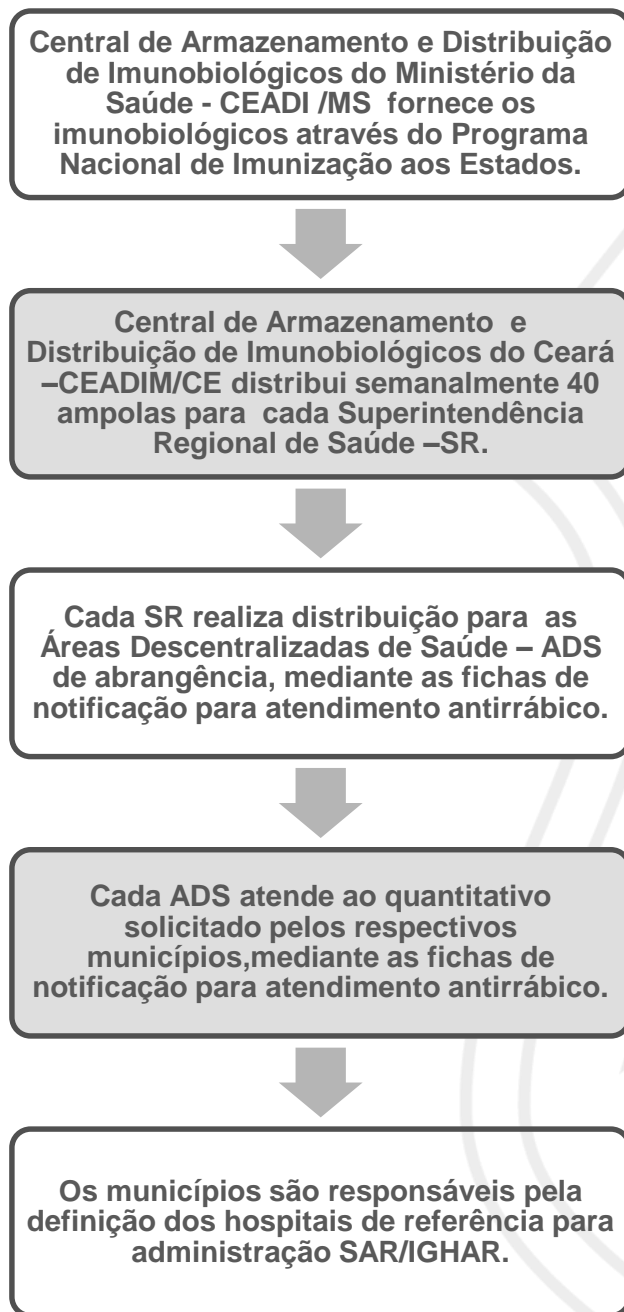 Central de Armazenamento e Distribuição
de Imunobiológicos do Ministério da
Saúde - CEADI /MS fornece os
imunobiológicos através do Programa
Nacional de Imunização aos Estados.
Central de Armazenamento e
Distribuição de Imunobiológicos do Ceará
–CEADIM/CE distribui semanalmente 40
ampolas para cada Superintendência
Regional de Saúde –SR.
Cada SR realiza distribuição para as
Áreas Descentralizadas de Saúde – ADS
de abrangência, mediante as fichas de
notificação para atendimento antirrábico.
Cada ADS atende ao quantitativo
solicitado pelos respectivos
municípios,mediante as fichas de
notificação para atendimento antirrábico.
Os municípios são responsáveis pela
definição dos hospitais de referência para
administração SAR/IGHAR.